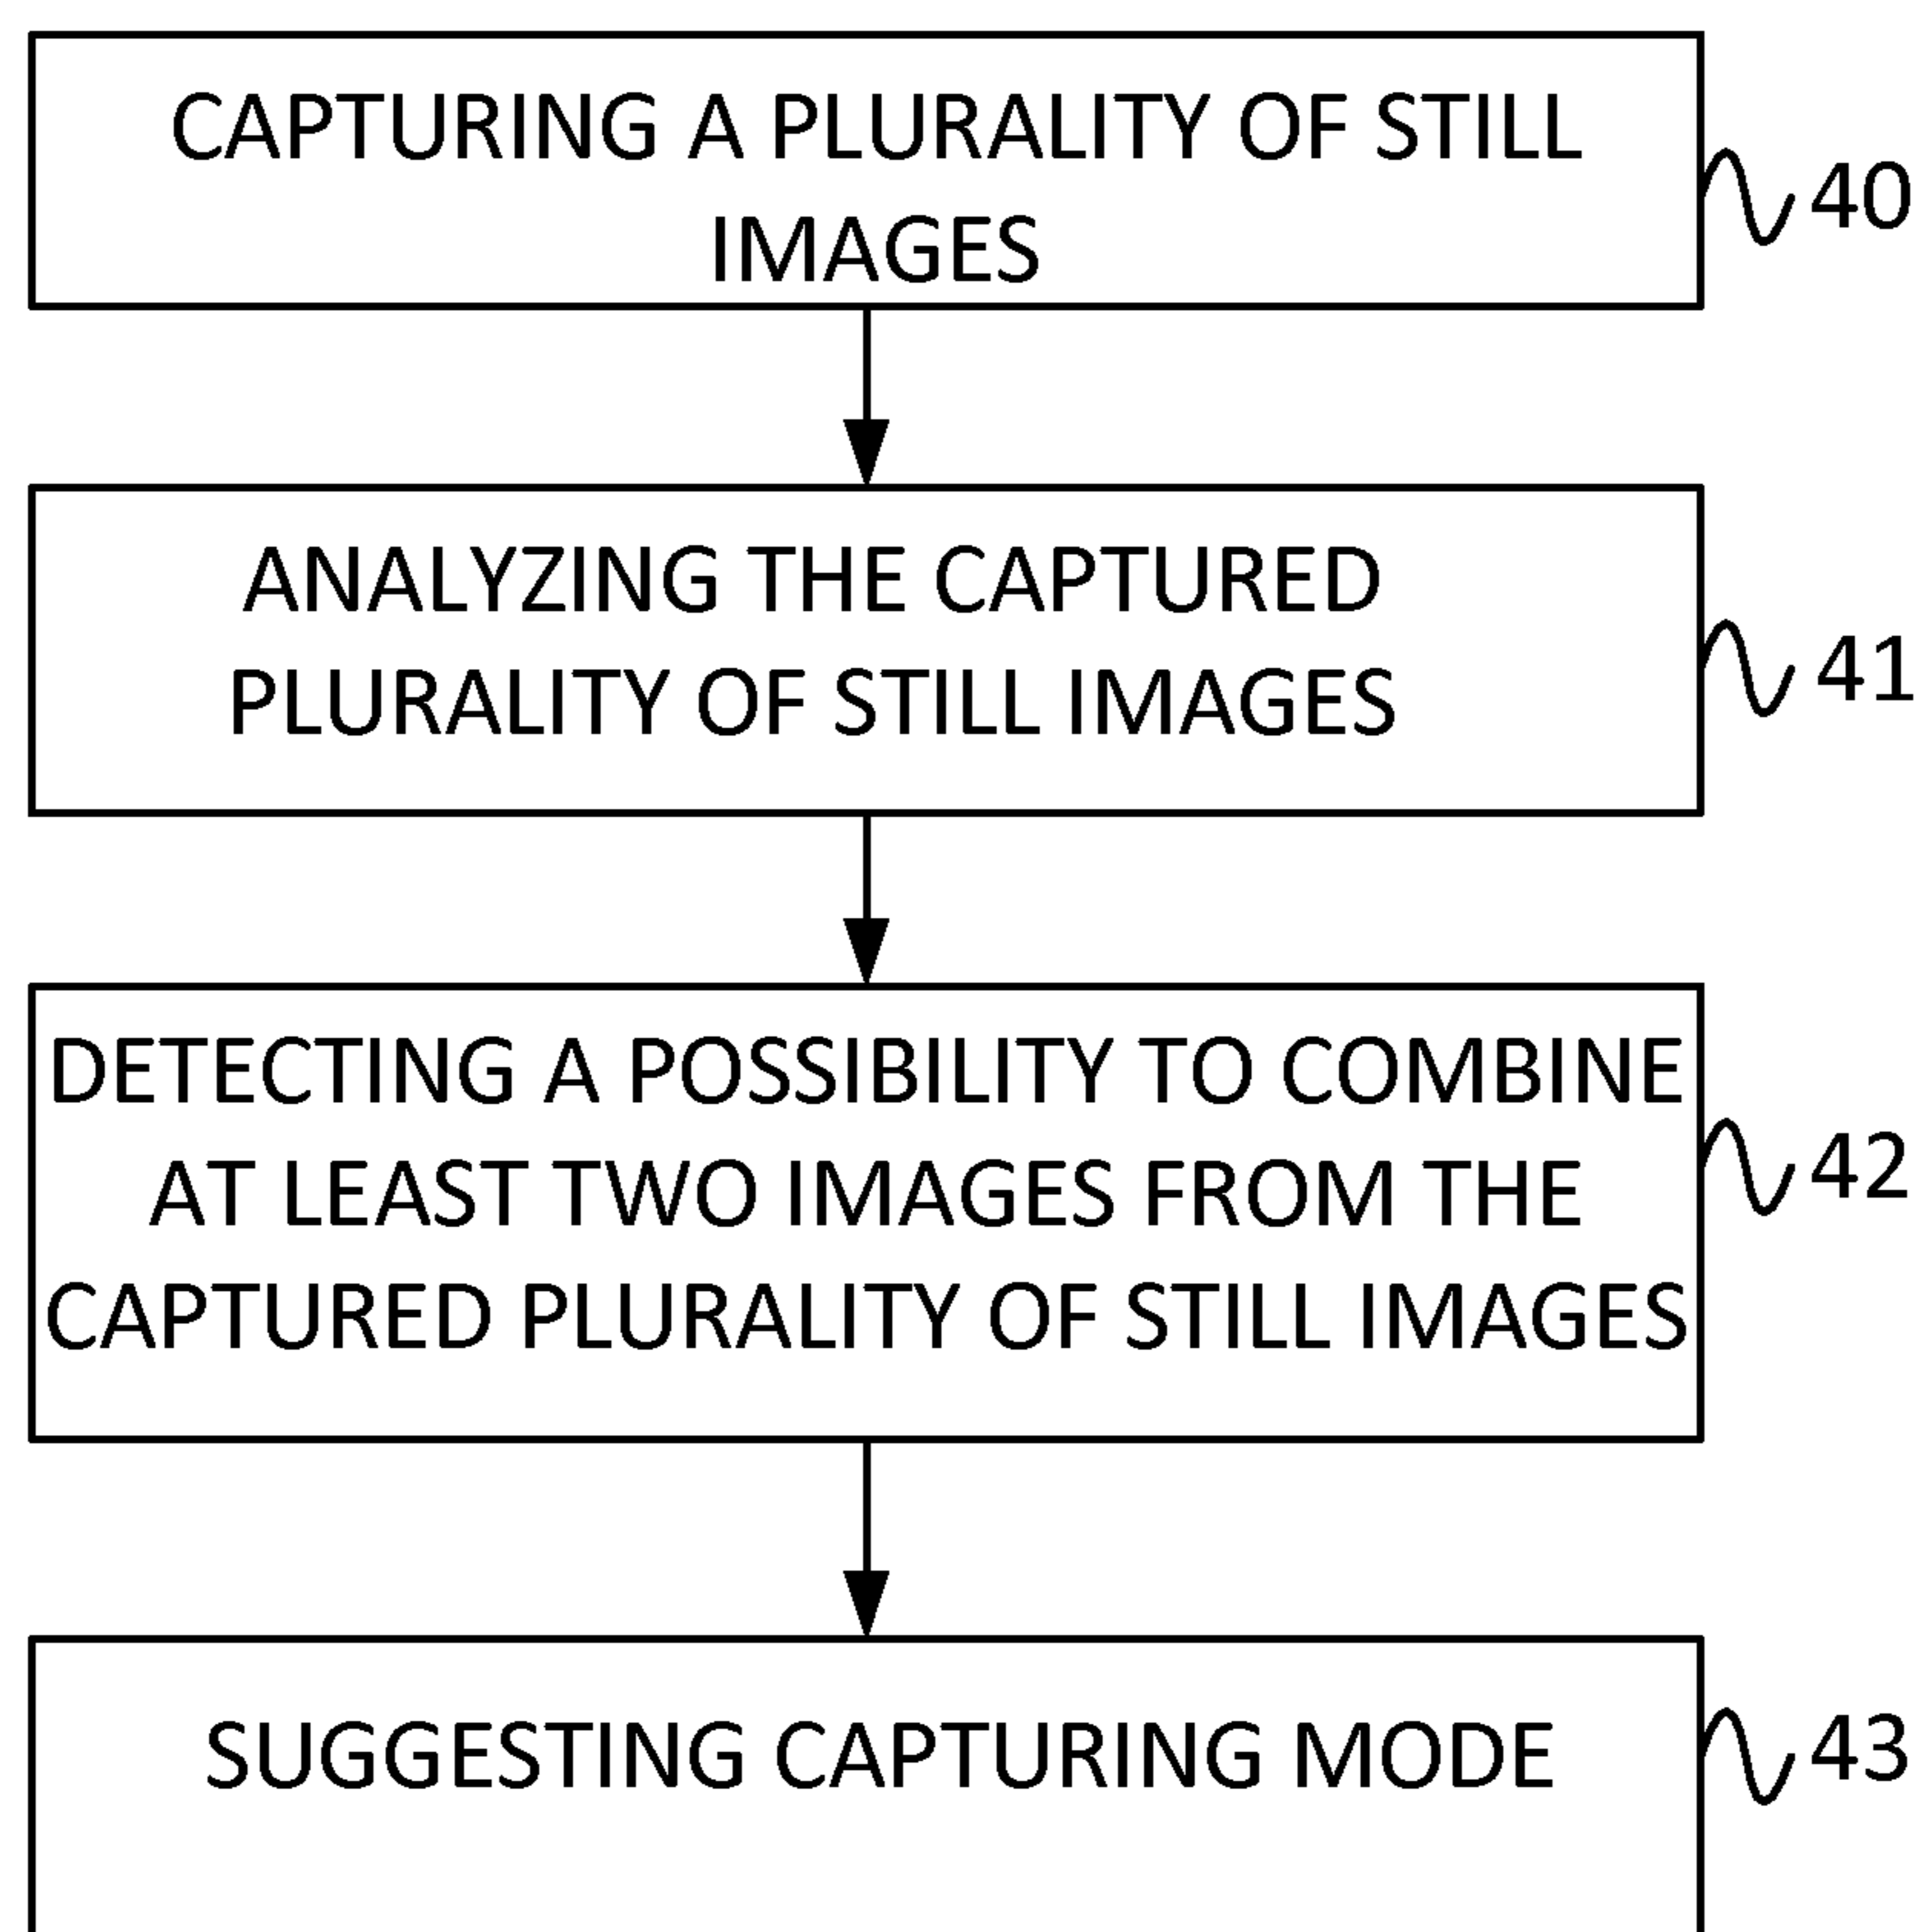 CAPTURING A PLURALITY OF STILL
IMAGES
40
ANALYZING THE CAPTURED
PLURALITY OF STILL IMAGES
41
DETECTING A POSSIBILITY TO COMBINE
AT LEAST TWO IMAGES FROM THE
CAPTURED PLURALITY OF STILL IMAGES
42
SUGGESTING CAPTURING MODE
43